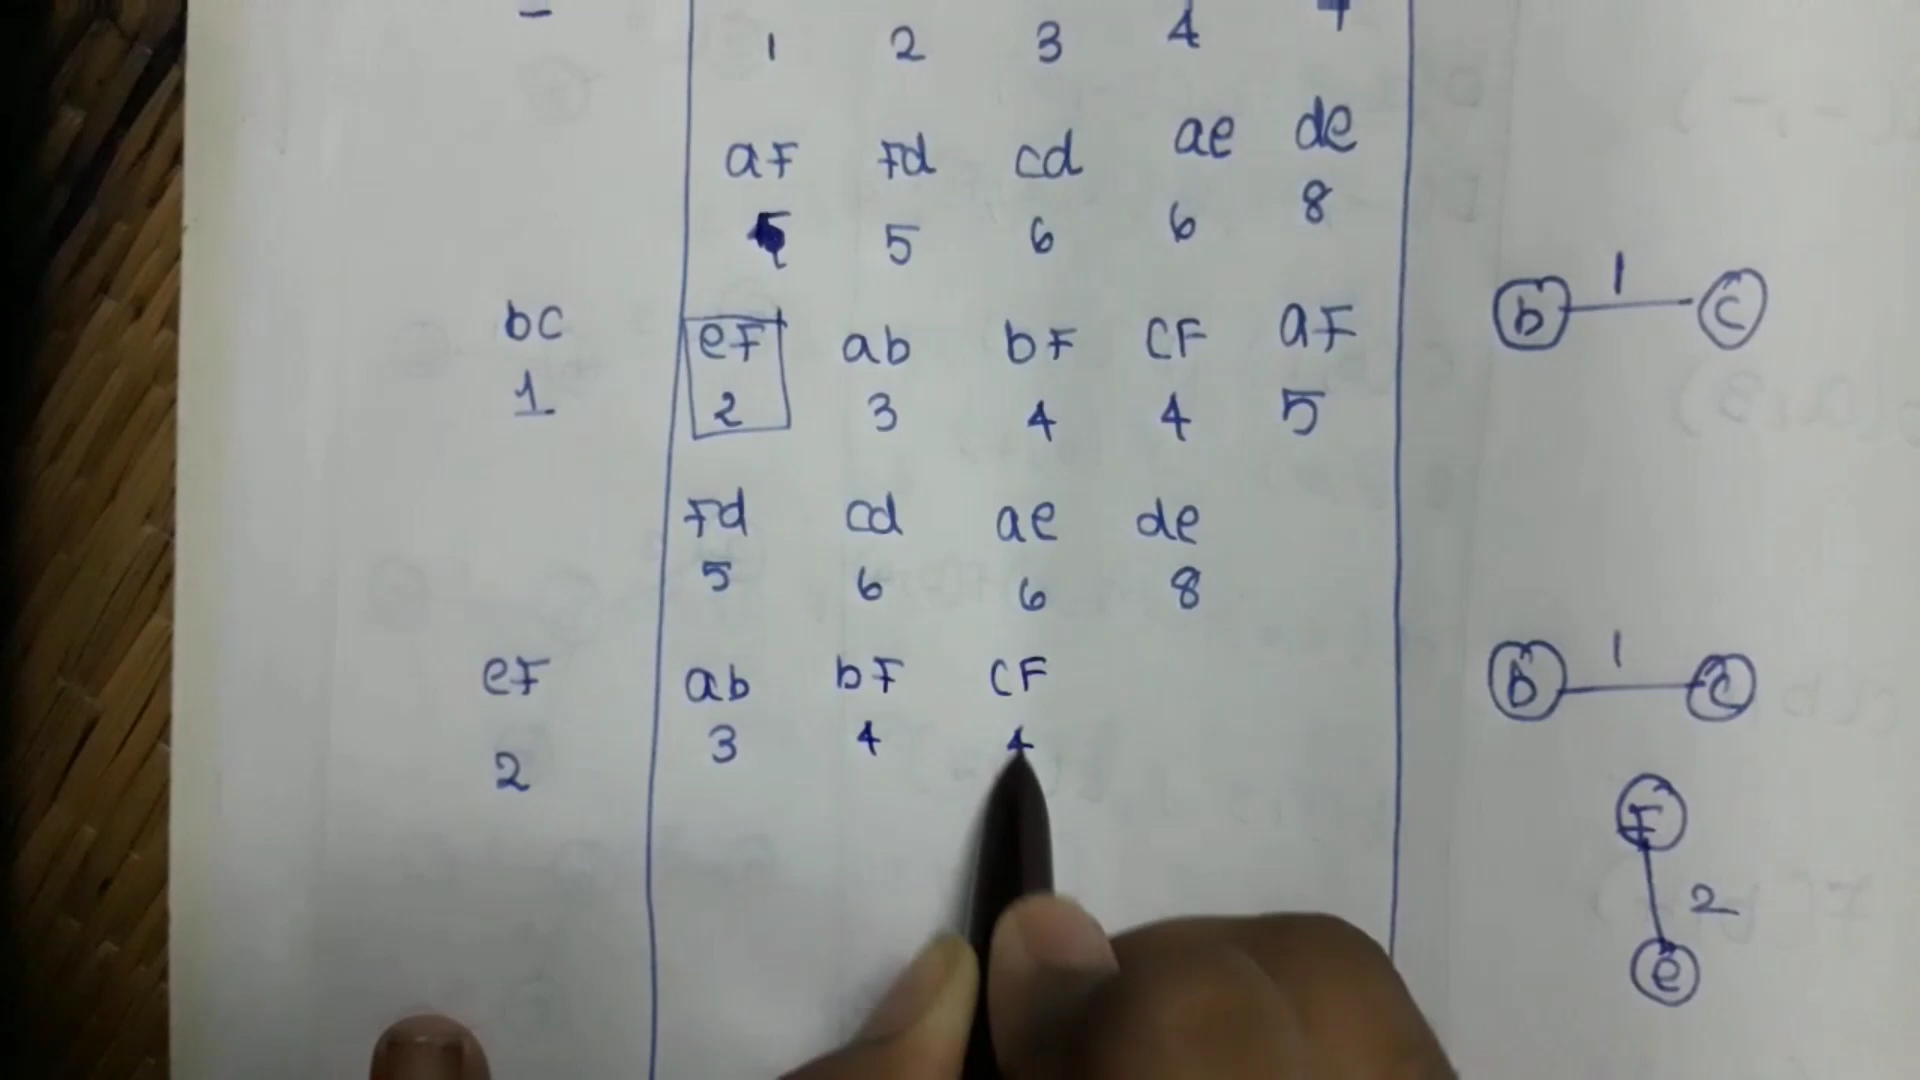 1 2 3 4
aF Fd cd ae de
5 5 6 6 8
bc eF ab bF CF aF b 1 c
1 2 3 4 4 5
Fd cd ae de
5 6 6 8
eF ab bF CF b 1 c
2 3 4 4 F
2
e